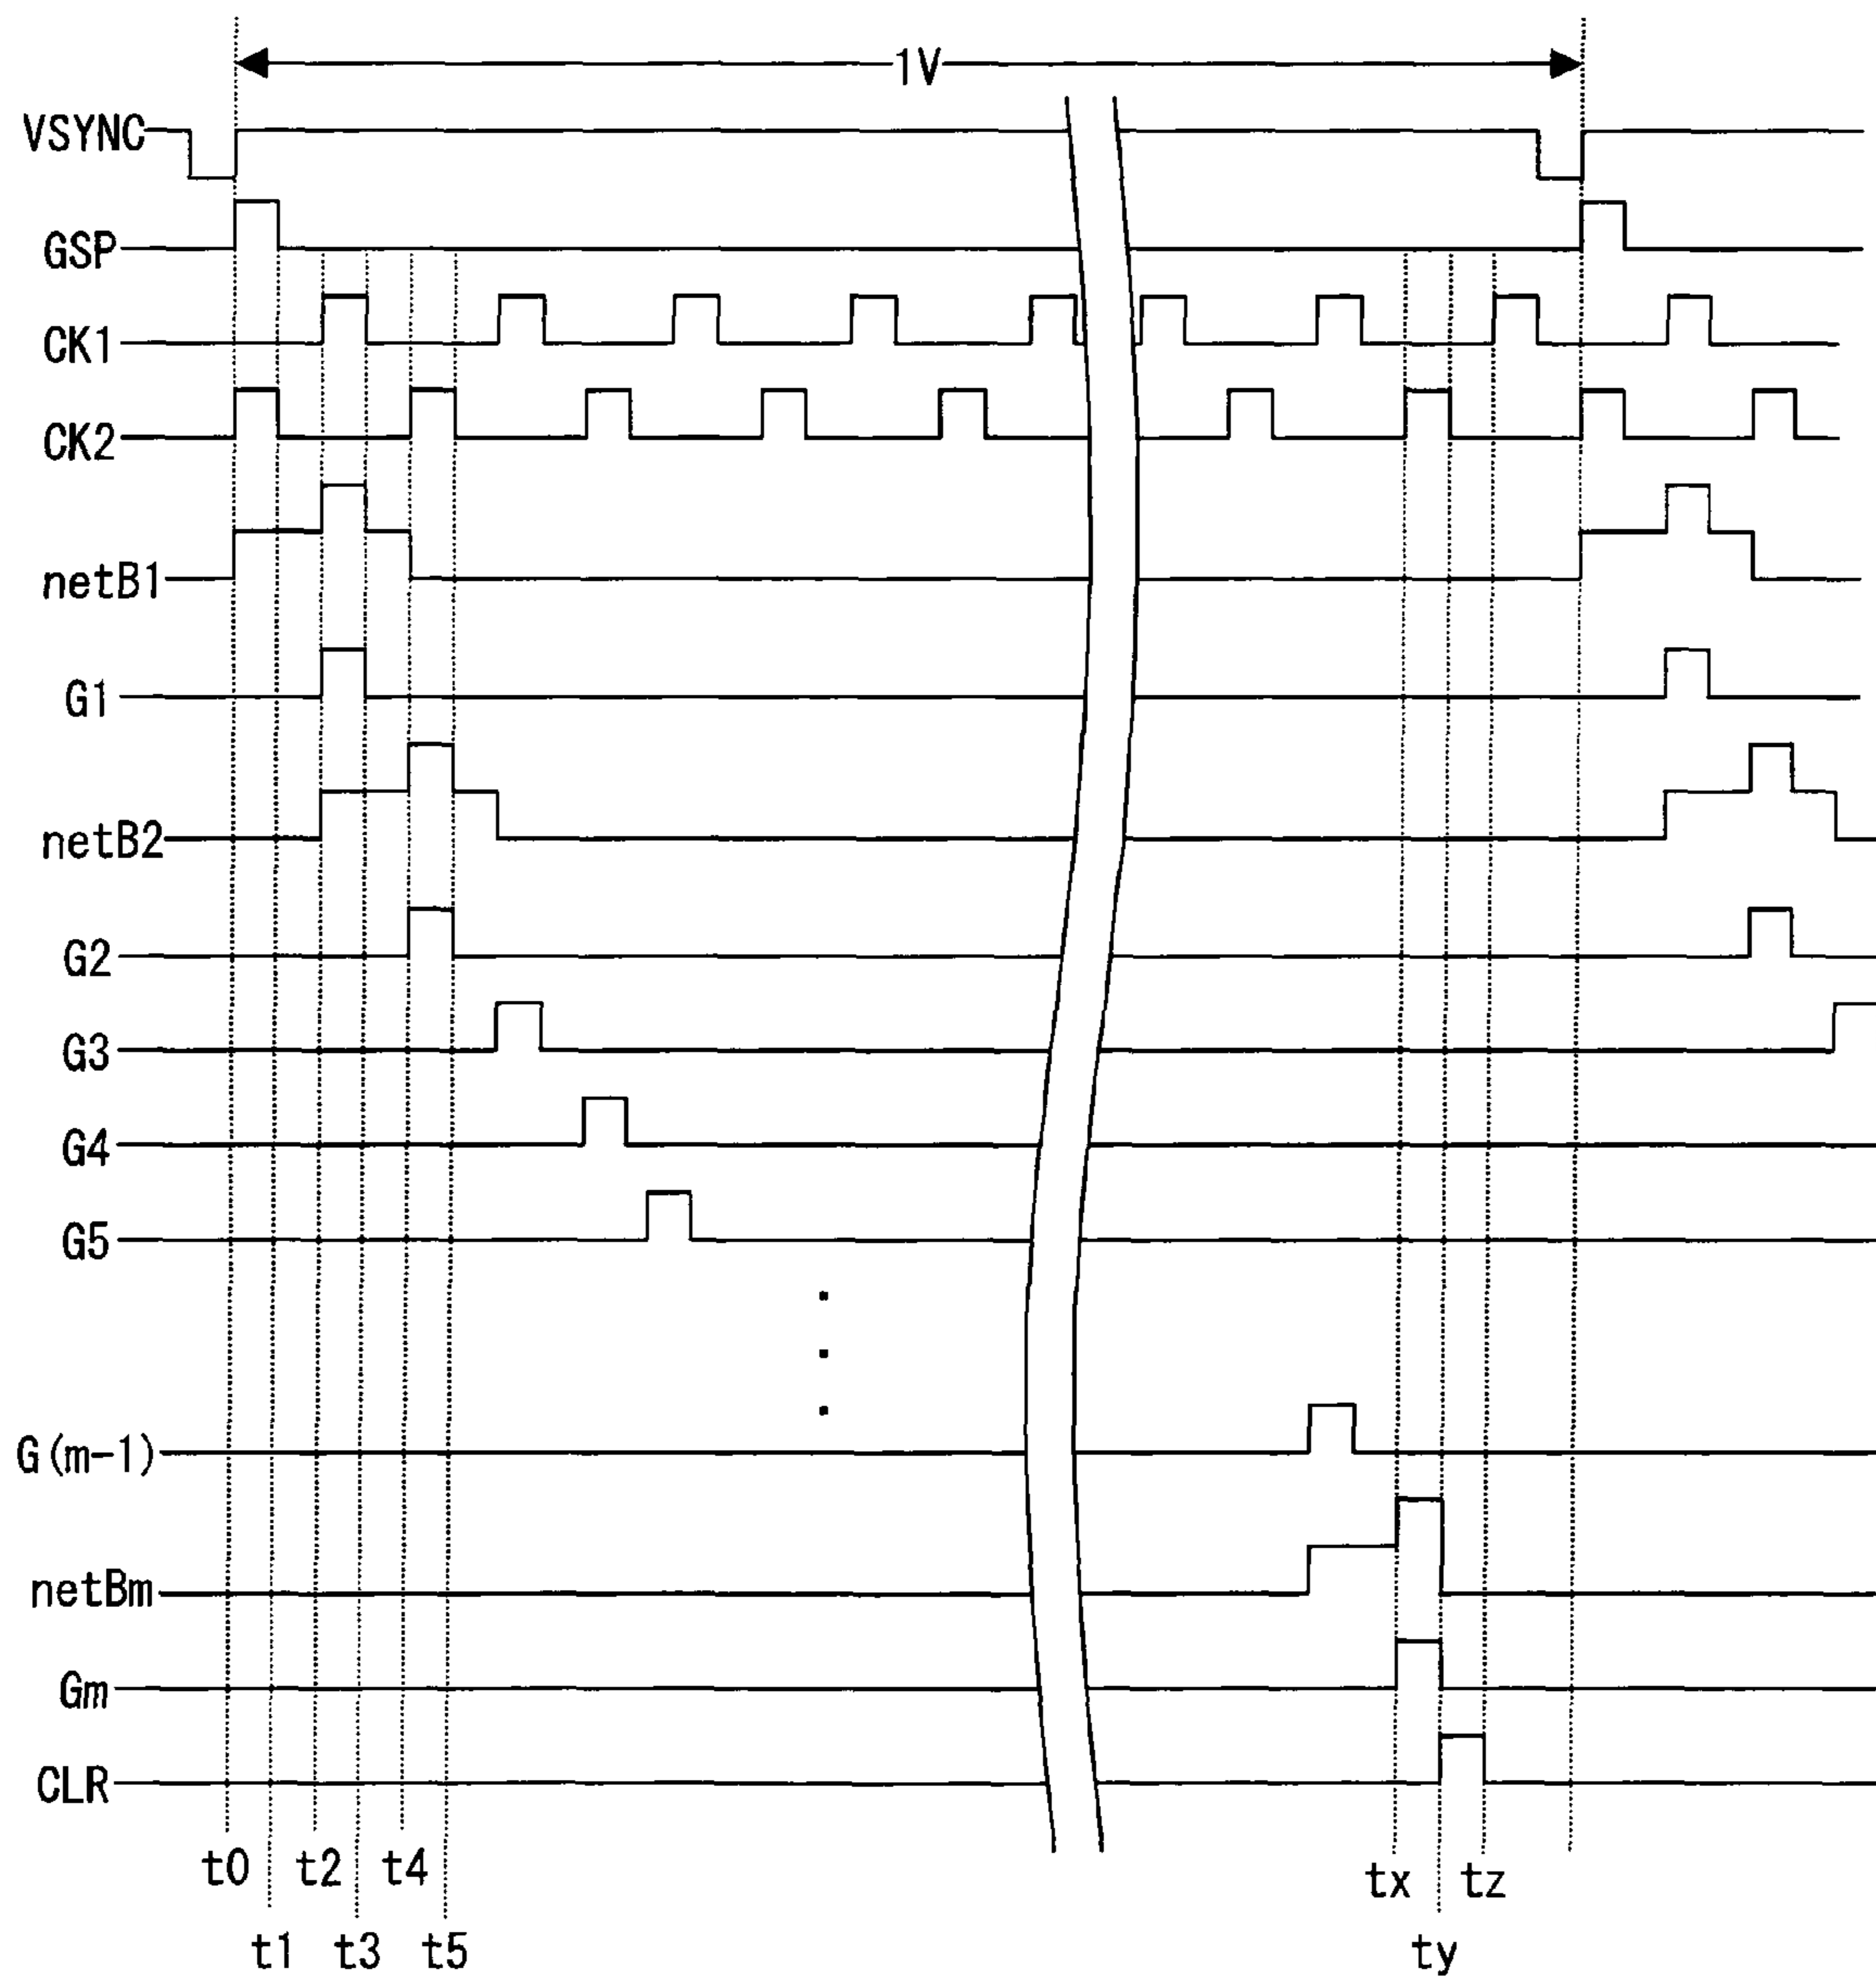 1V
VSYNC
GSP
CK1
CK2
netB1
G1
netB2
G2
G3
G4
G5
G(m-1)
netBm
Gm
CLR
t0 t2 t4 tx tz
t1 t3 t5 ty